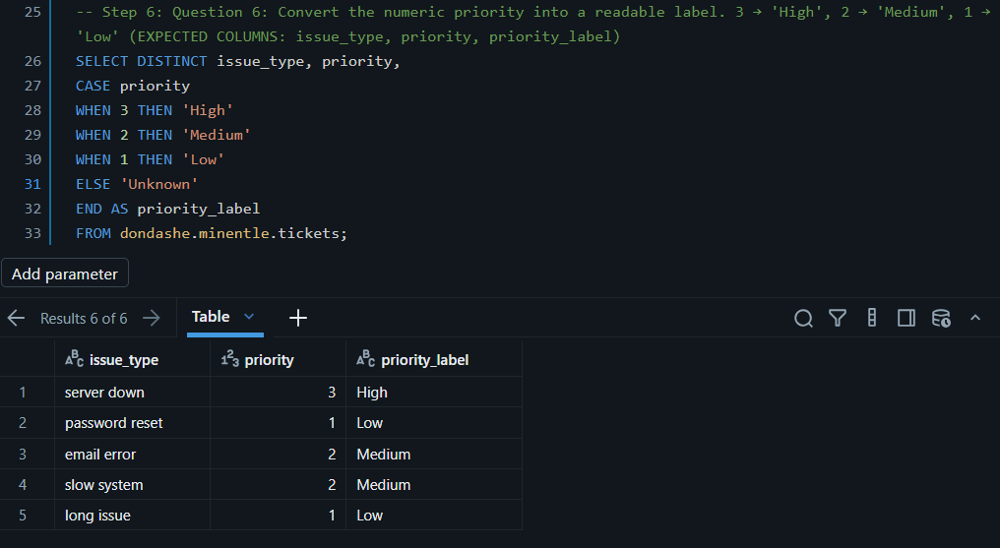 25 -- Step 6: Question 6: Convert the numeric priority into a readable label. 3 → 'High', 2 → 'Medium', 1 →
'Low' (EXPECTED COLUMNS: issue_type, priority, priority_label)
26 SELECT DISTINCT issue_type, priority,
27 CASE priority
28 WHEN 3 THEN 'High'
29 WHEN 2 THEN 'Medium'
30 WHEN 1 THEN 'Low'
31 ELSE 'Unknown'
32 END AS priority_label
33 FROM dondashe.minentle.tickets;
Add parameter
Results 6 of 6 Table
ABC issue_type 123 priority ABC priority_label
1 server down 3 High
2 password reset 1 Low
3 email error 2 Medium
4 slow system 2 Medium
5 long issue 1 Low